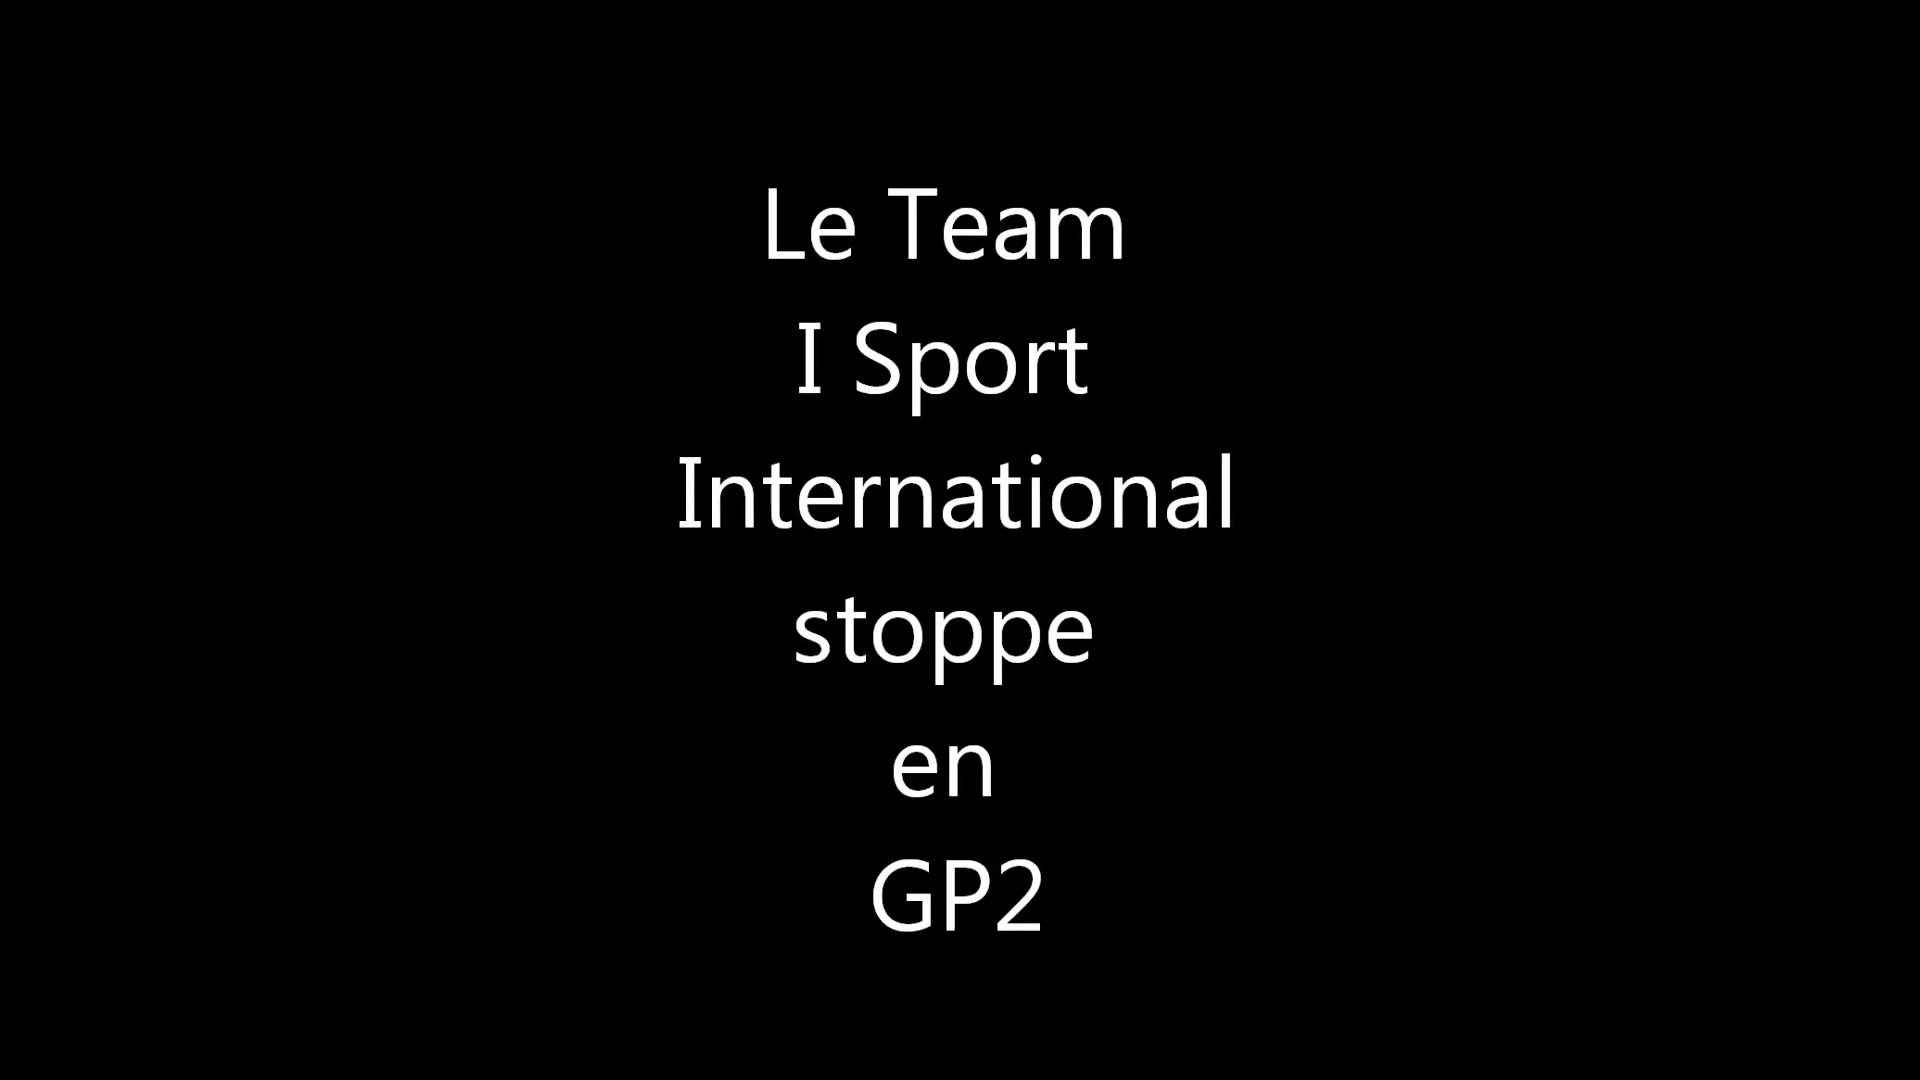 Le Team
I Sport
International
stoppe
en
GP2